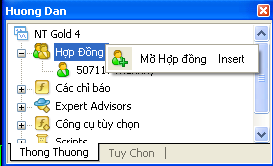 Huong Dan
NT Gold 4
Hợp Đồng
Mở Hợp đồng Insert
50711
Các chỉ báo
Expert Advisors
Công cụ tùy chọn
Thong Thuong Tuy Chon